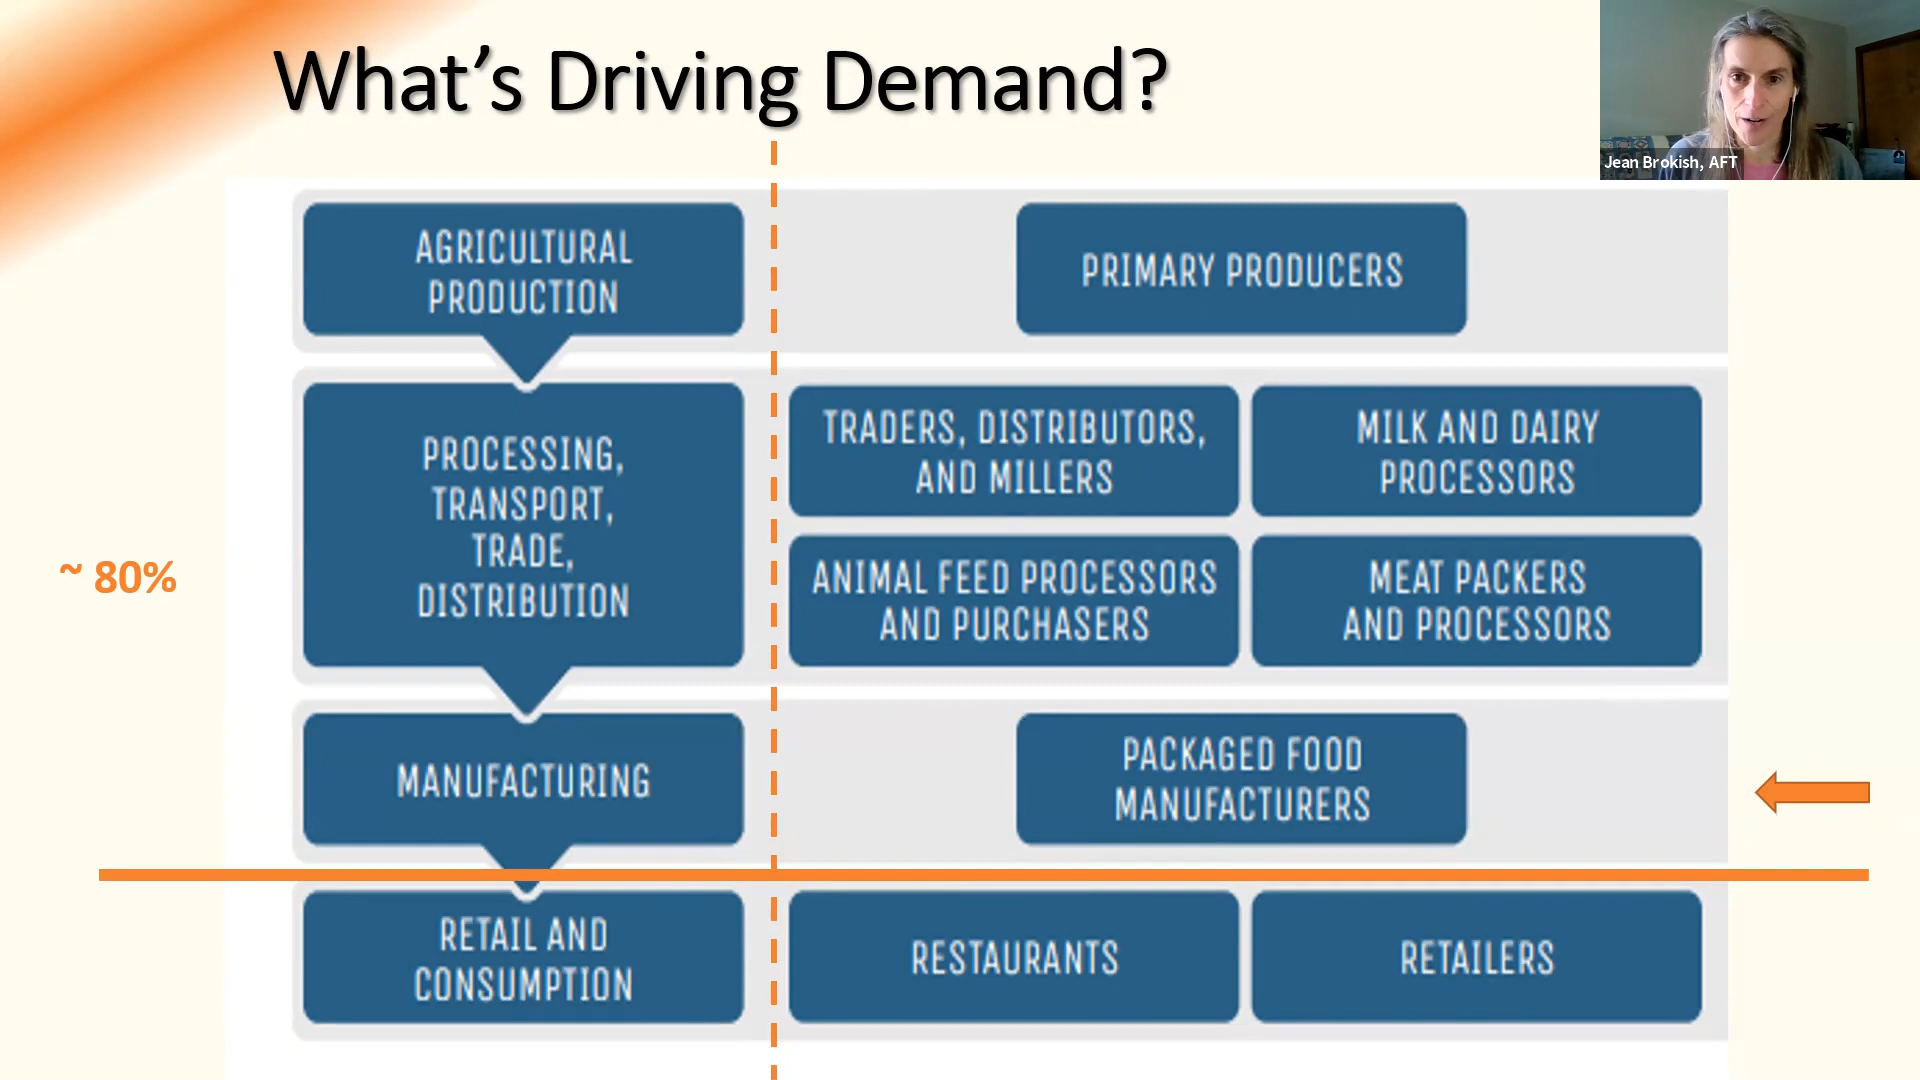 What’s Driving Demand?
Jean Brokish, AFT
AGRICULTURAL
PRODUCTION
PRIMARY PRODUCERS
PROCESSING,
TRANSPORT,
TRADE,
DISTRIBUTION
TRADERS, DISTRIBUTORS,
AND MILLERS
MILK AND DAIRY
PROCESSORS
ANIMAL FEED PROCESSORS
AND PURCHASERS
MEAT PACKERS
AND PROCESSORS
~ 80%
MANUFACTURING
PACKAGED FOOD
MANUFACTURERS
RETAIL AND
CONSUMPTION
RESTAURANTS
RETAILERS